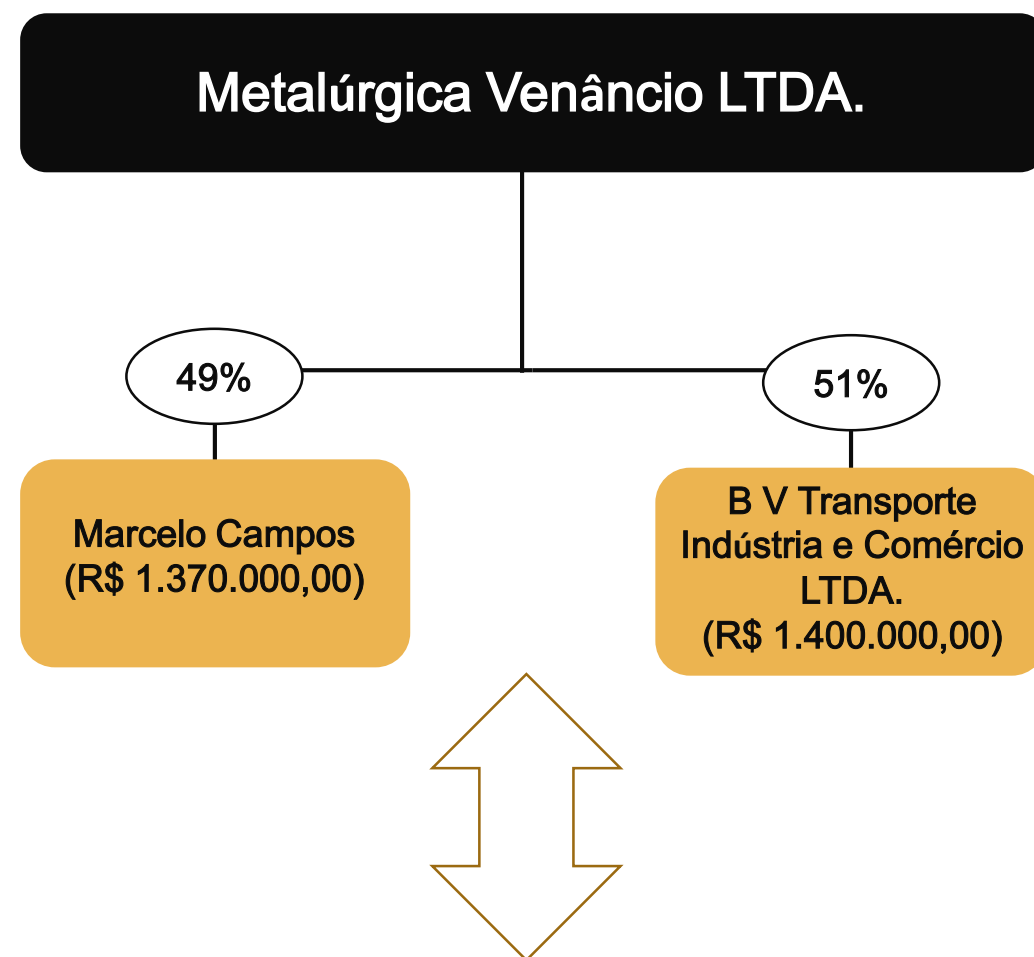 Metalúrgica Venâncio LTDA.
49%
51%
Marcelo Campos
(R$ 1.370.000,00)
B V Transporte
Indústria e Comércio
LTDA.
(R$ 1.400.000,00)